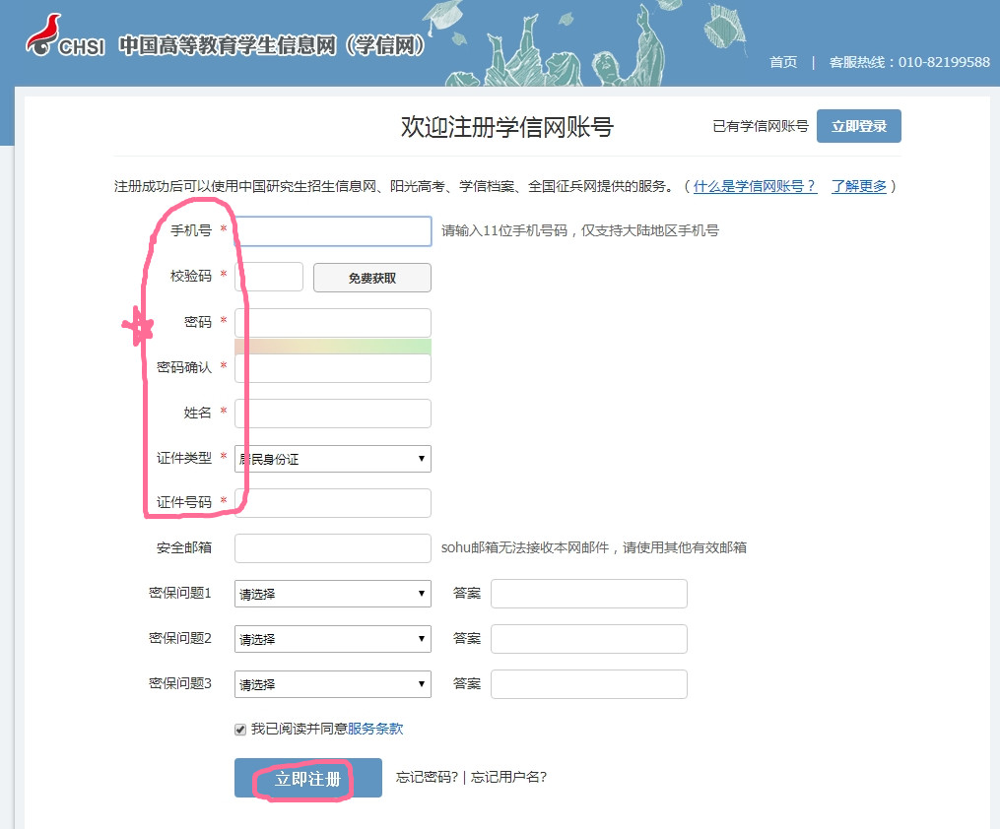 CHSI 中国高等教育学生信息网（学信网）
首页 | 客服热线：010-82199588
欢迎注册学信网账号
已有学信网账号 立即登录
注册成功后可以使用中国研究生招生信息网、阳光高考、学信档案、全国征兵网提供的服务。（什么是学信网账号？ 了解更多）
手机号 * 请输入11位手机号码，仅支持大陆地区手机号
校验码 * 免费获取
密码 *
密码确认 *
姓名 *
证件类型 * 居民身份证
证件号码 *
安全邮箱 sohu邮箱无法接收本网邮件，请使用其他有效邮箱
密保问题1 请选择 答案
密保问题2 请选择 答案
密保问题3 请选择 答案
我已阅读并同意服务条款
立即注册 忘记密码? | 忘记用户名?